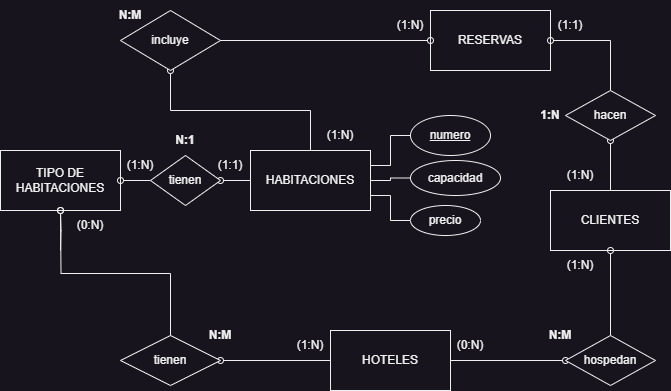 N:M
incluye
(1:N)
RESERVAS
(1:1)
1:N
hacen
(1:N)
N:1
TIPO DE
HABITACIONES
(1:N)
tienen
(1:1)
HABITACIONES
numero
capacidad
precio
(1:N)
CLIENTES
(0:N)
(1:N)
N:M
tienen
(1:N)
HOTELES
(0:N)
N:M
hospedan